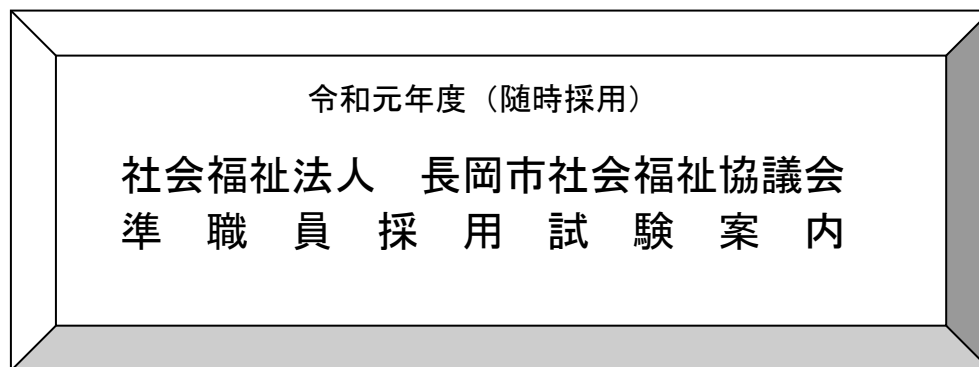 令和元年度（随時採用）
社会福祉法人　長岡市社会福祉協議会
準　職　員　採　用　試　験　案　内